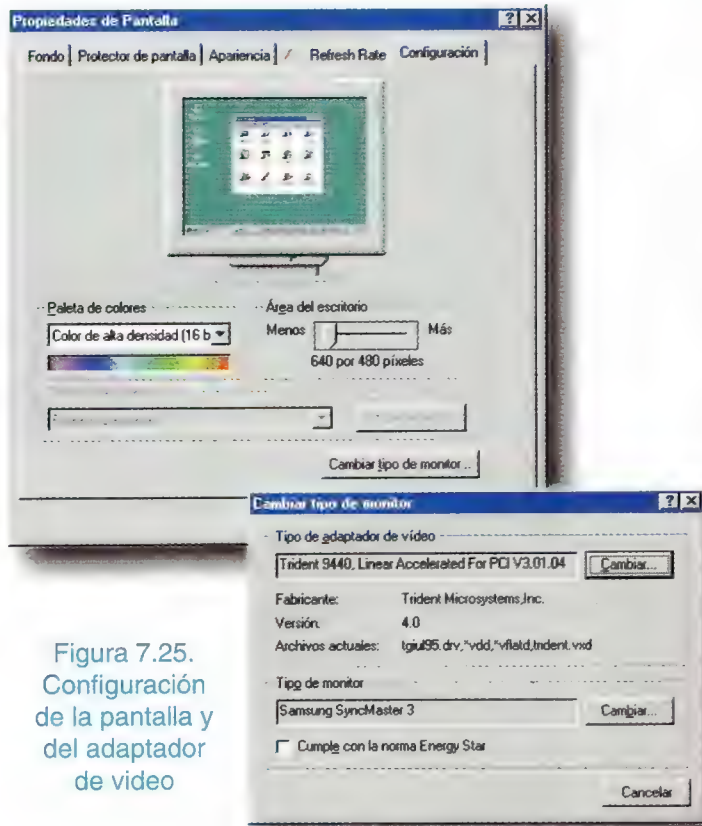 Propiedades de Pantalla
Fondo Protector de pantalla Apariencia Refresh Rate Configuración
Paleta de colores
Color de alta densidad (16 b
Área del escritorio
Menos Más
640 por 480 píxeles
Cambiar tipo de monitor...
Cambiar tipo de monitor
Tipo de adaptador de vídeo
Trident 9440, Linear Accelerated For PCI V3.01.04 Cambiar...
Fabricante: Trident Microsystems,Inc.
Versión: 4.0
Archivos actuales: tgiul95.drv,*vdd,*vflatd,trident.vxd
Tipo de monitor
Samsung SyncMaster 3 Cambiar...
Cumple con la norma Energy Star
Cancelar
Figura 7.25.
Configuración
de la pantalla y
del adaptador
de video